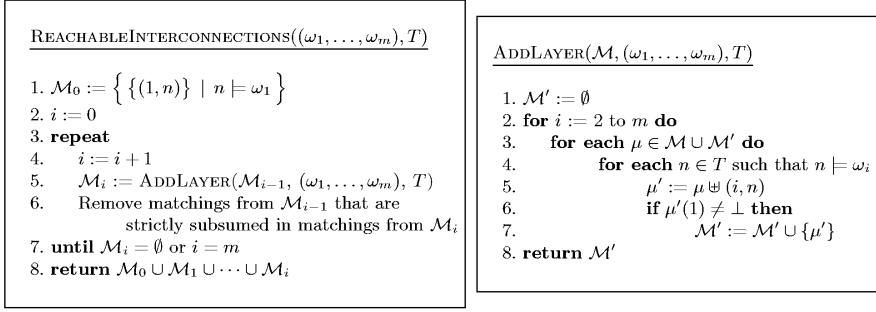 REACHABLEINTERCONNECTIONS((ω₁, . . . , ωₘ), T)
1. ℳ₀ := { {(1, n)} | n ⊨ ω₁ }
2. i := 0
3. repeat
4. i := i + 1
5. ℳᵢ := ADDLAYER(ℳᵢ₋₁, (ω₁, . . . , ωₘ), T)
6. Remove matchings from ℳᵢ₋₁ that are
strictly subsumed in matchings from ℳᵢ
7. until ℳᵢ = ∅ or i = m
8. return ℳ₀ ∪ ℳ₁ ∪ ⋯ ∪ ℳᵢ
ADDLAYER(ℳ, (ω₁, . . . , ωₘ), T)
1. ℳ′ := ∅
2. for i := 2 to m do
3. for each μ ∈ ℳ ∪ ℳ′ do
4. for each n ∈ T such that n ⊨ ωᵢ
5. μ′ := μ ⊎ (i, n)
6. if μ′(1) ≠ ⊥ then
7. ℳ′ := ℳ′ ∪ {μ′}
8. return ℳ′